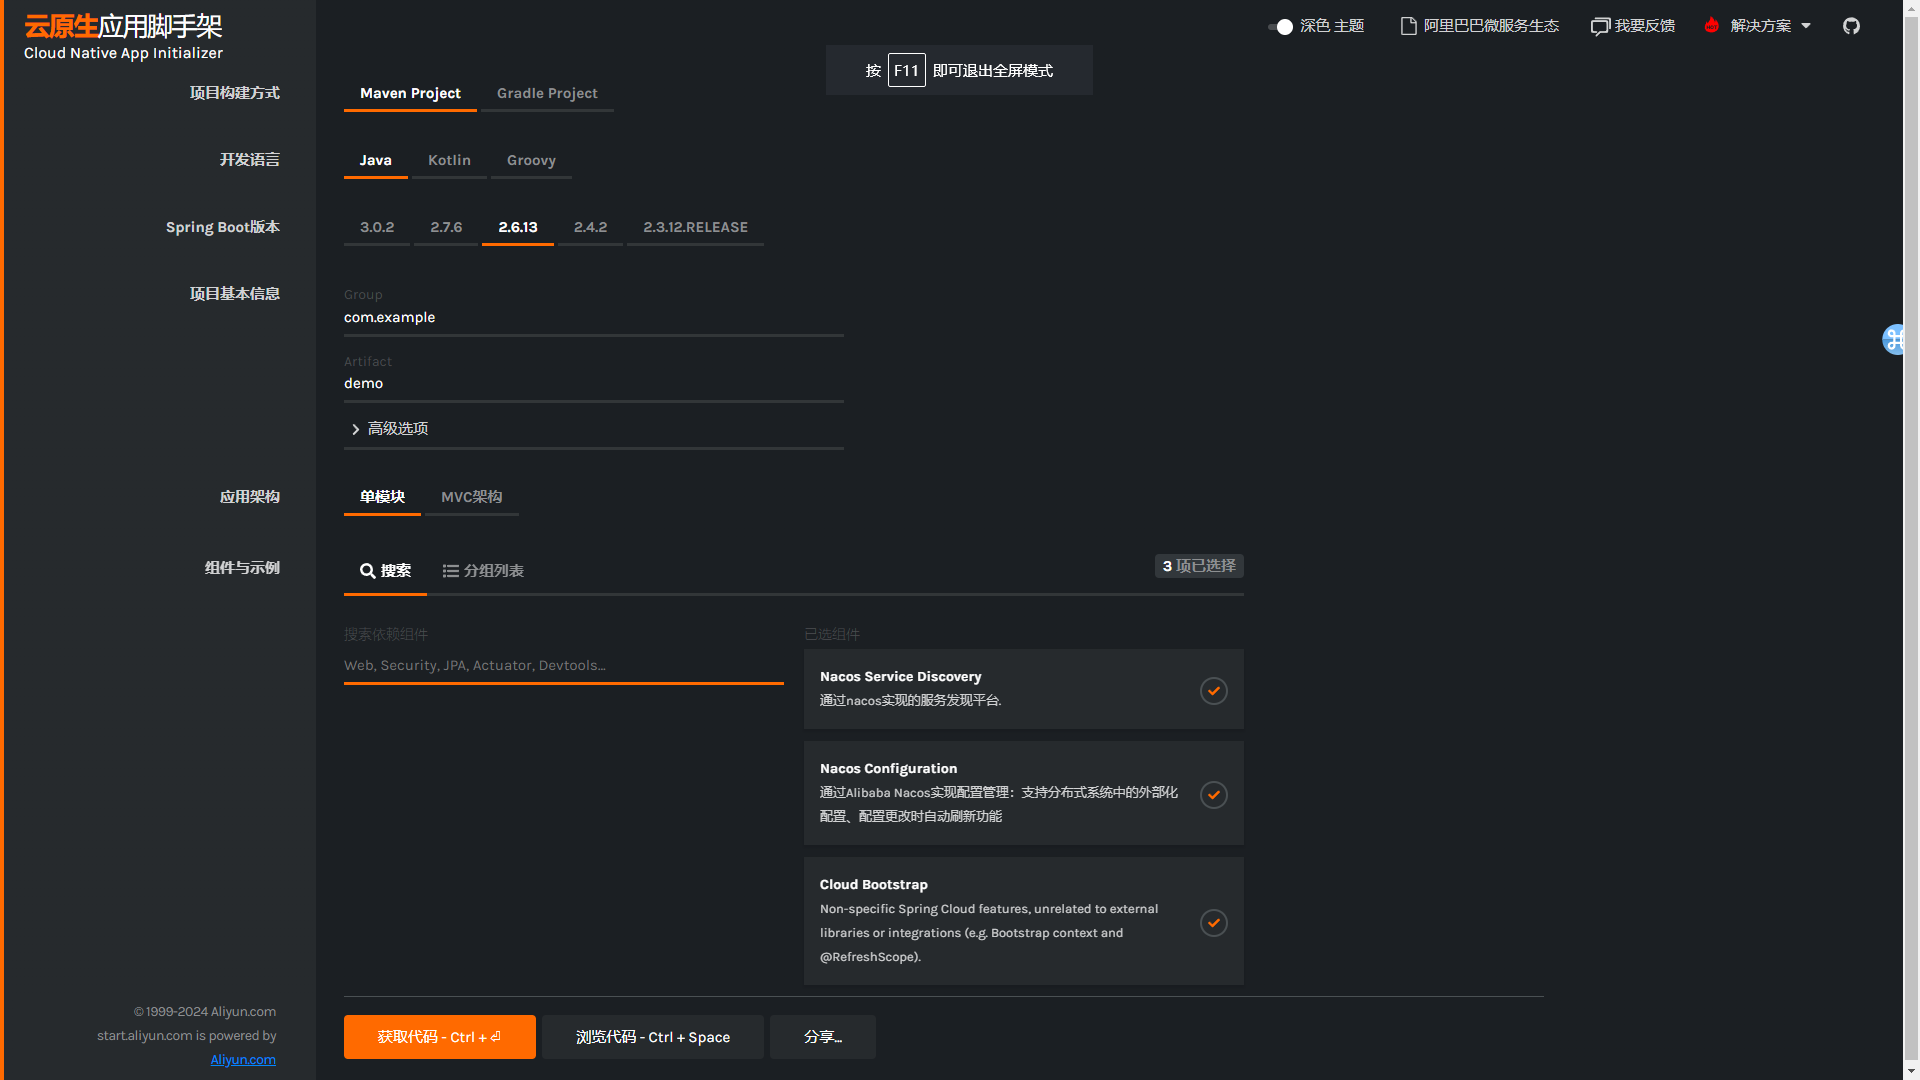 云原生应用脚手架
Cloud Native App Initializer
深色 主题
阿里巴巴微服务生态
我要反馈
解决方案
按 F11 即可退出全屏模式
项目构建方式
Maven Project
Gradle Project
开发语言
Java
Kotlin
Groovy
Spring Boot版本
3.0.2
2.7.6
2.6.13
2.4.2
2.3.12.RELEASE
项目基本信息
Group
com.example
Artifact
demo
高级选项
应用架构
单模块
MVC架构
组件与示例
搜索
分组列表
3 项已选择
搜索依赖组件
Web, Security, JPA, Actuator, Devtools...
已选组件
Nacos Service Discovery
通过nacos实现的服务发现平台.
Nacos Configuration
通过Alibaba Nacos实现配置管理：支持分布式系统中的外部化
配置、配置更改时自动刷新功能
Cloud Bootstrap
Non-specific Spring Cloud features, unrelated to external
libraries or integrations (e.g. Bootstrap context and
@RefreshScope).
© 1999-2024 Aliyun.com
start.aliyun.com is powered by
Aliyun.com
获取代码 - Ctrl + ⏎
浏览代码 - Ctrl + Space
分享...